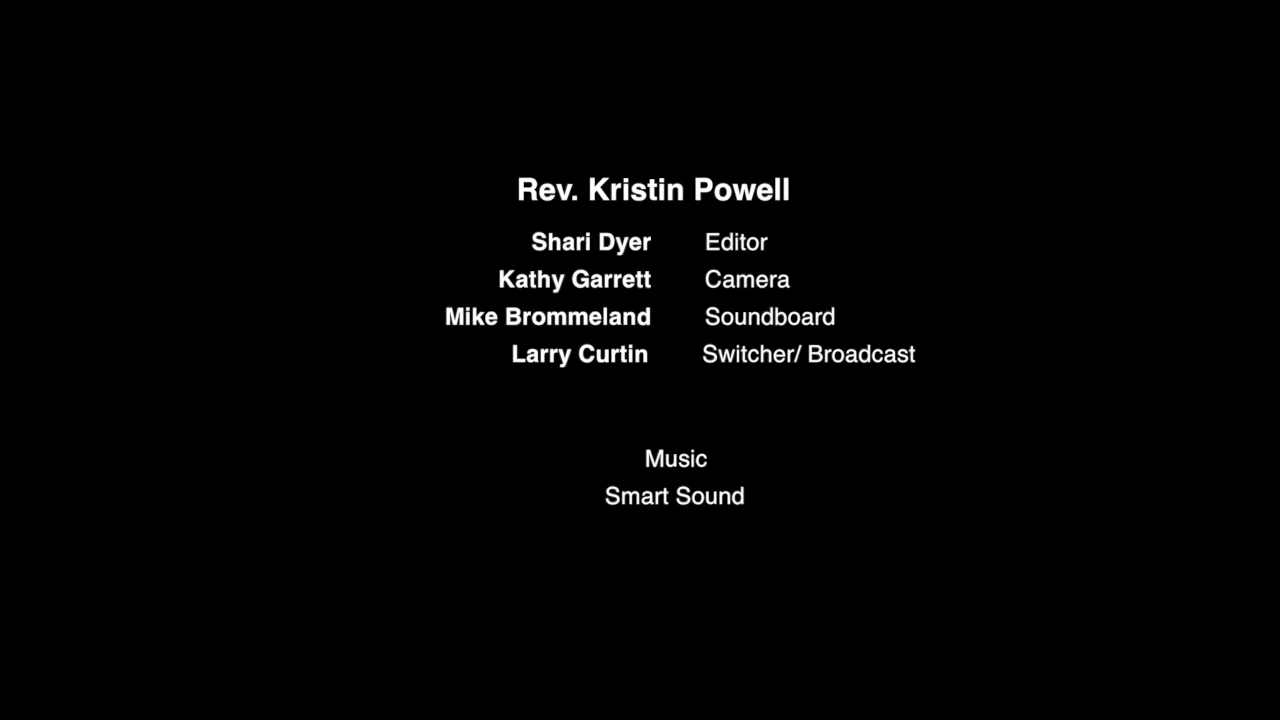 Rev. Kristin Powell
Shari Dyer Editor
Kathy Garrett Camera
Mike Brommeland Soundboard
Larry Curtin Switcher/ Broadcast
Music
Smart Sound